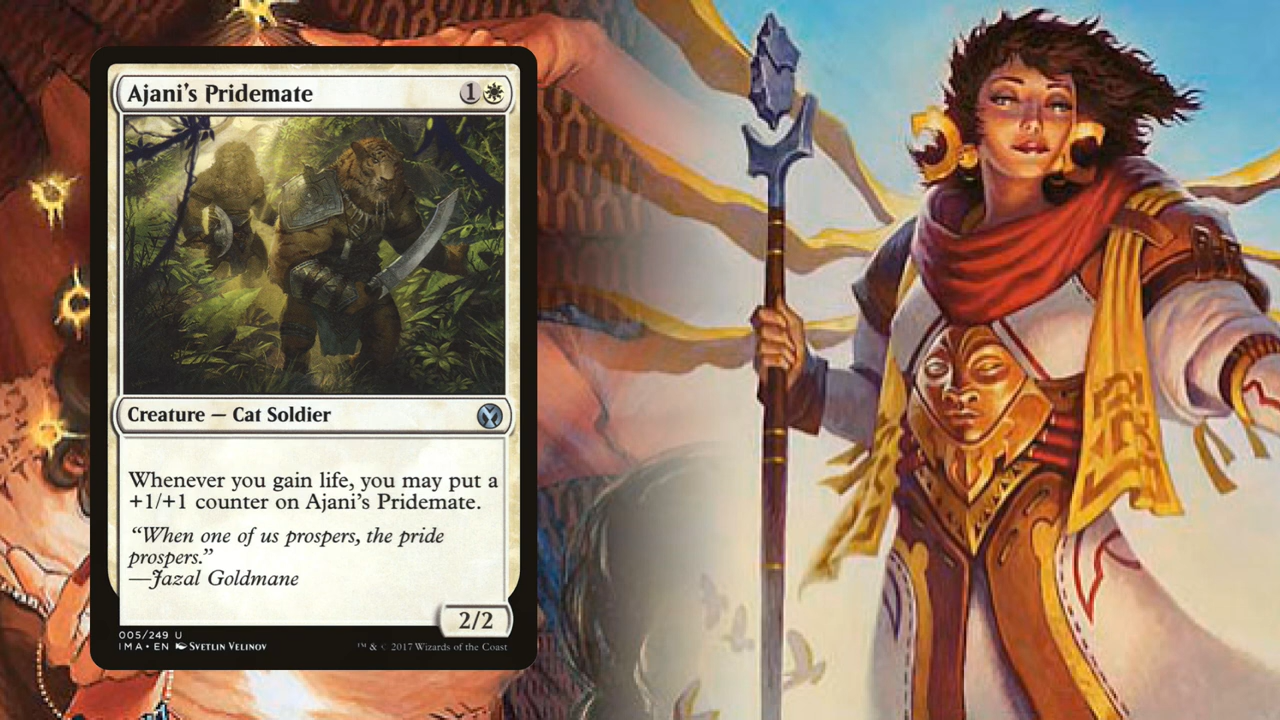 Ajani's Pridemate 1
Creature — Cat Soldier
Whenever you gain life, you may put a
+1/+1 counter on Ajani's Pridemate.
“When one of us prospers, the pride
prospers.”
—Jazal Goldmane
2/2
005/249 U
IMA • EN Svetlin Velinov
™ & © 2017 Wizards of the Coast